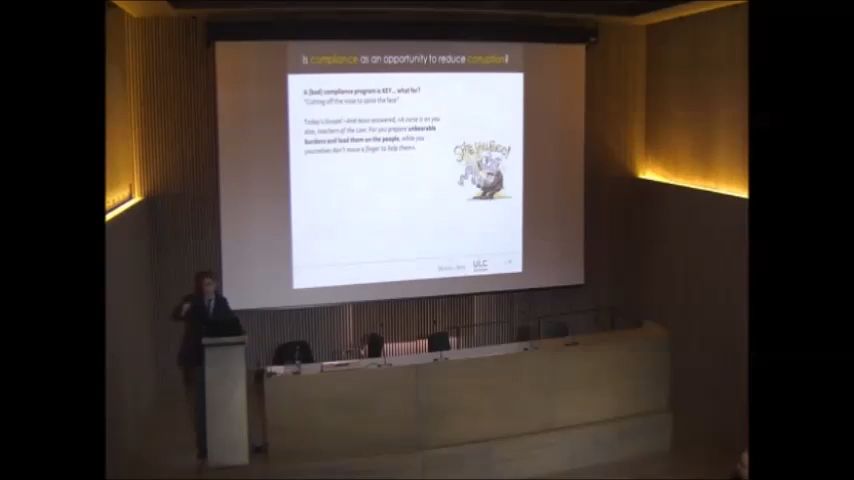 Is compliance as an opportunity to reduce corruption?
A (bad) compliance program is KEY... what for?
"Cutting off the nose to spite the face"
Today's Gospel –and Jesus answered, «A curse is on you
also, teachers of the Law. For you prepare unbearable
burdens and load them on the people, while you
yourselves don't move a finger to help them».